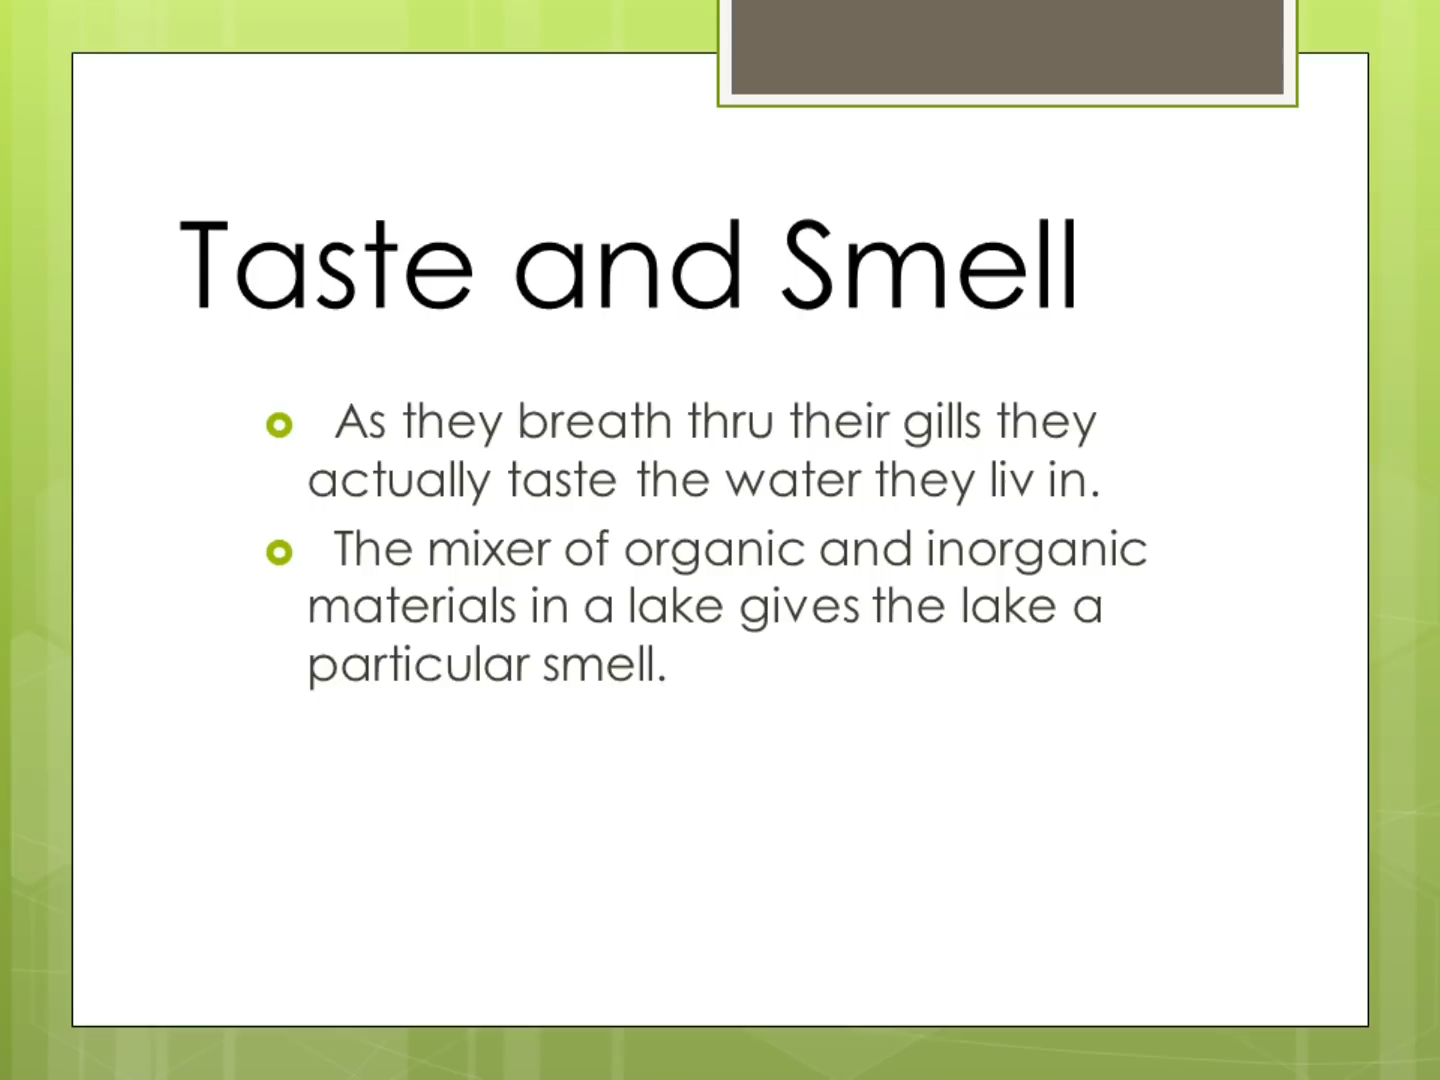 Taste and Smell
As they breath thru their gills they
actually taste the water they liv in.
The mixer of organic and inorganic
materials in a lake gives the lake a
particular smell.